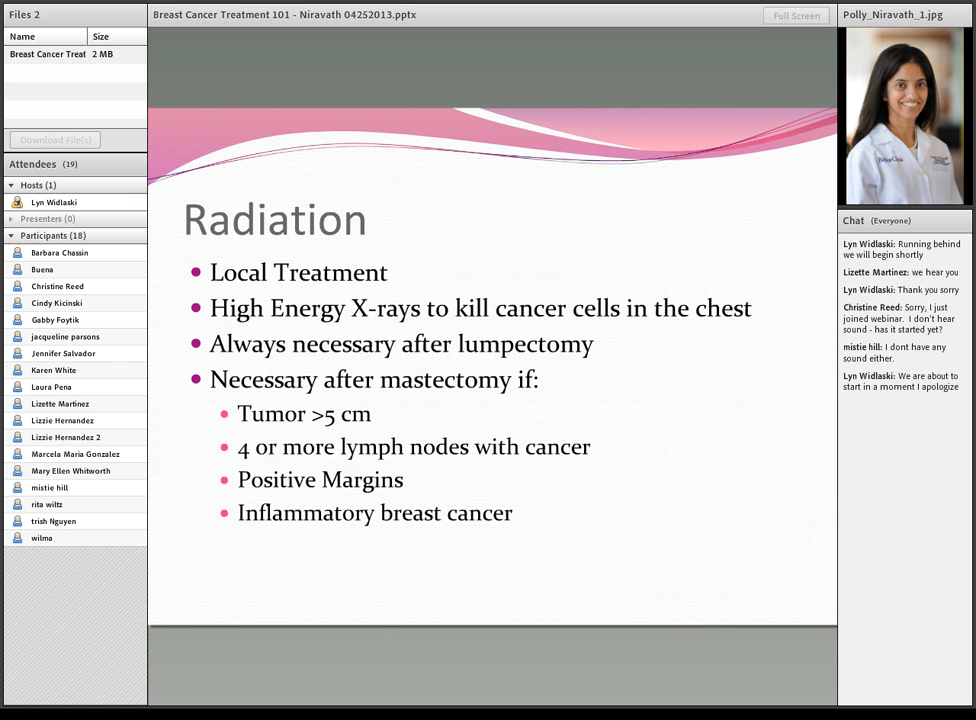 Files 2
Name Size
Breast Cancer Treat 2 MB
Download File(s)
Attendees (19)
Hosts (1)
Lyn Widlaski
Presenters (0)
Participants (18)
Barbara Chassin
Buena
Christine Reed
Cindy Kicinski
Gabby Foytik
jacqueline parsons
Jennifer Salvador
Karen White
Laura Pena
Lizette Martinez
Lizzie Hernandez
Lizzie Hernandez 2
Marcela Maria Gonzalez
Mary Ellen Whitworth
mistie hill
rita wiltz
trish Nguyen
wilma
Breast Cancer Treatment 101 - Niravath 04252013.pptx
Full Screen
Radiation
Local Treatment
High Energy X-rays to kill cancer cells in the chest
Always necessary after lumpectomy
Necessary after mastectomy if:
Tumor >5 cm
4 or more lymph nodes with cancer
Positive Margins
Inflammatory breast cancer
Polly_Niravath_1.jpg
Chat (Everyone)
Lyn Widlaski: Running behind
we will begin shortly
Lizette Martinez: we hear you
Lyn Widlaski: Thank you sorry
Christine Reed: Sorry, I just
joined webinar. I don't hear
sound - has it started yet?
mistie hill: I dont have any
sound either.
Lyn Widlaski: We are about to
start in a moment I apologize